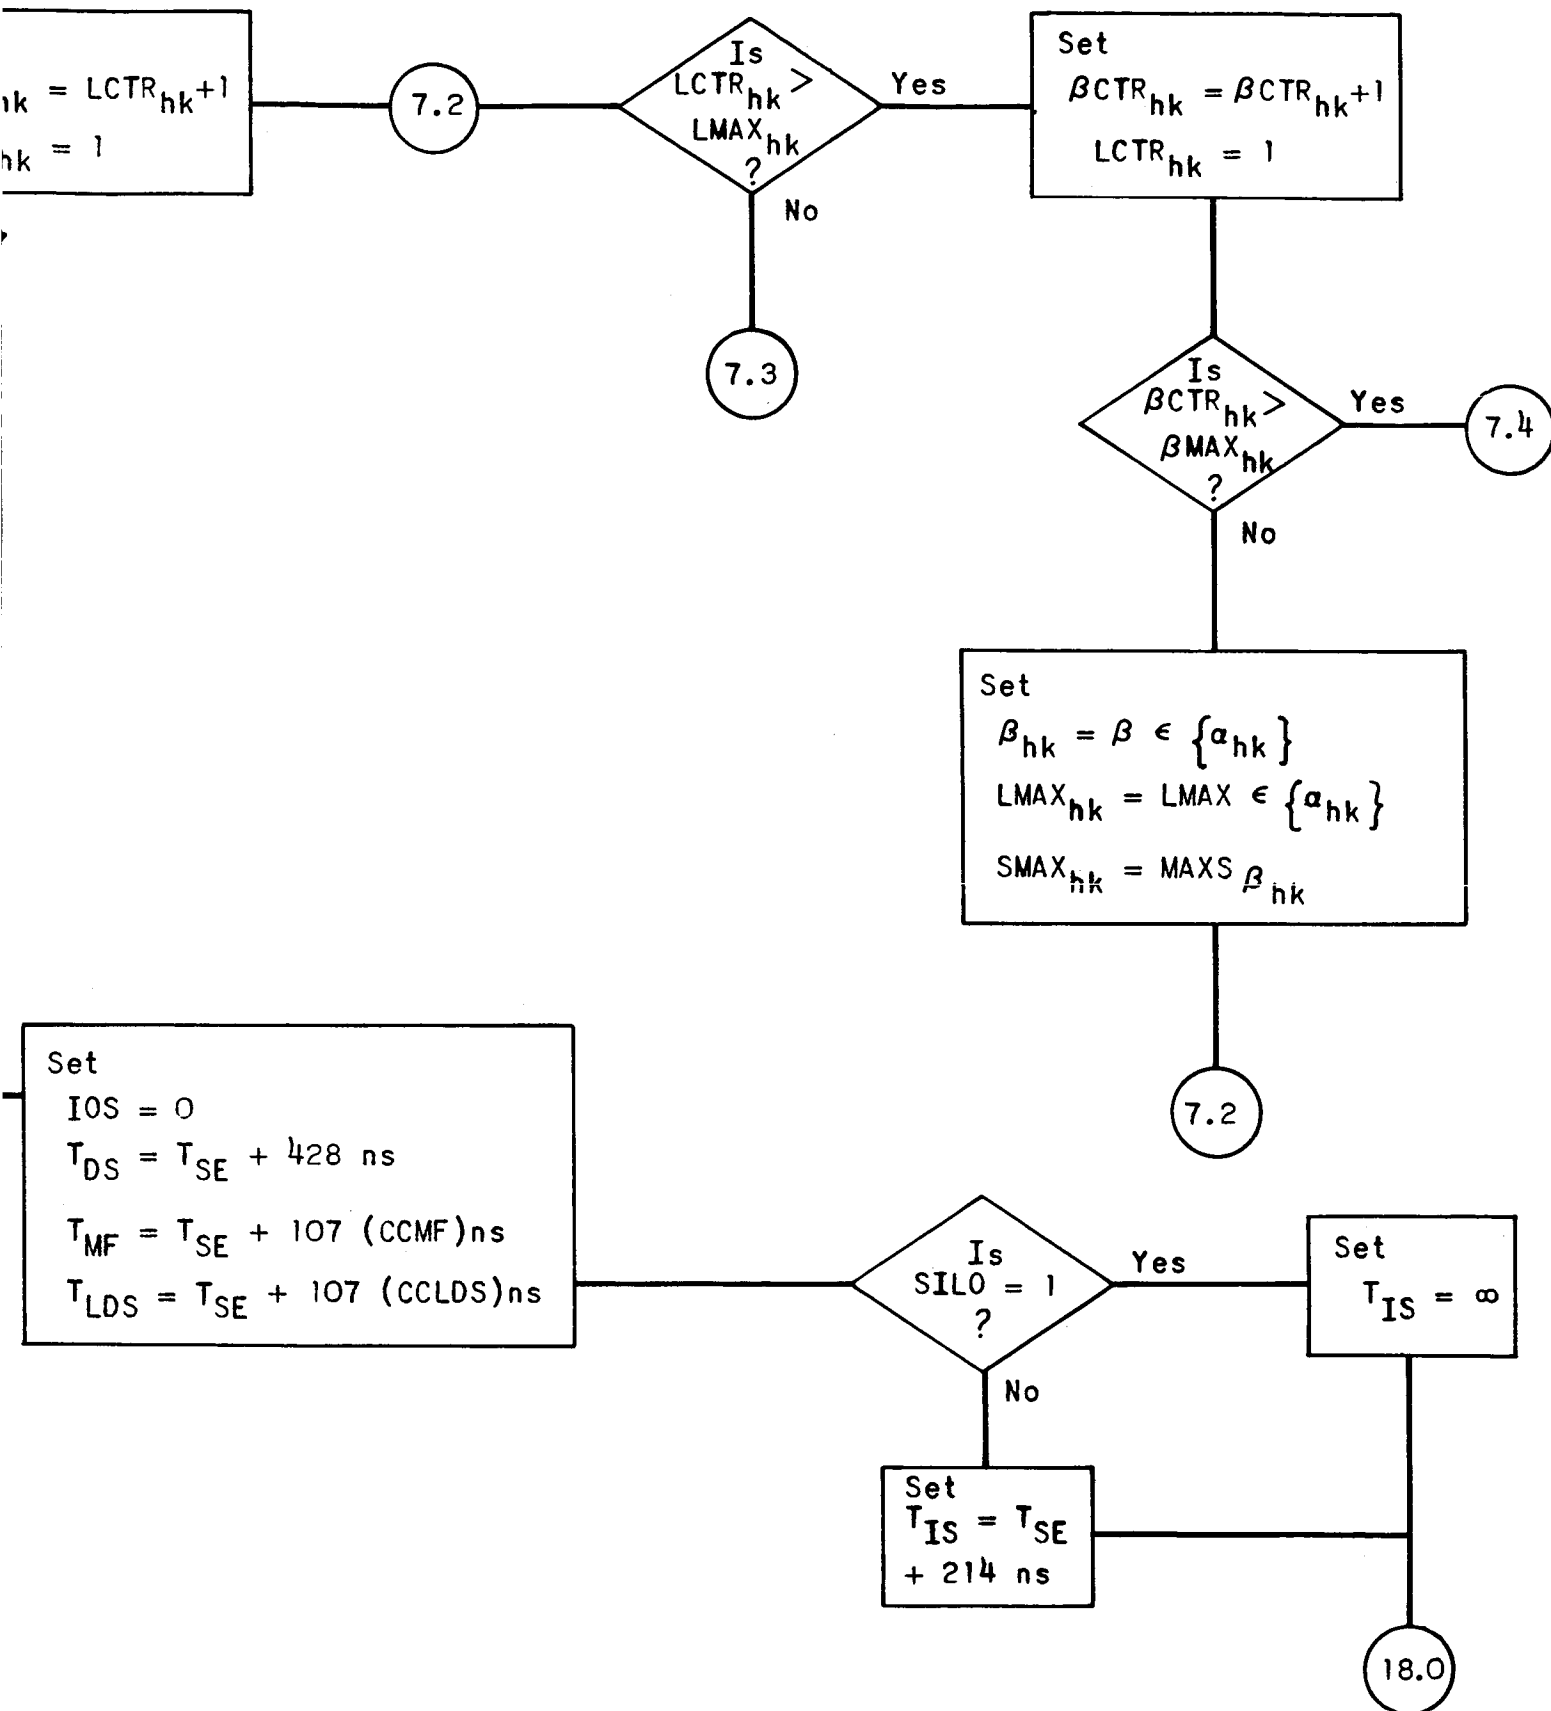 hk = LCTRhk+1
hk = 1
7.2
Is
LCTRhk >
LMAXhk
?
Yes
No
7.3
Set
βCTRhk = βCTRhk+1
LCTRhk = 1
Is
βCTRhk >
βMAXhk
?
Yes
7.4
No
Set
βhk = β ϵ {αhk}
LMAXhk = LMAX ϵ {αhk}
SMAXhk = MAXS βhk
7.2
Set
IOS = 0
TDS = TSE + 428 ns
TMF = TSE + 107 (CCMF)ns
TLDS = TSE + 107 (CCLDS)ns
Is
SILO = 1
?
Yes
Set
TIS = ∞
No
Set
TIS = TSE
+ 214 ns
18.0